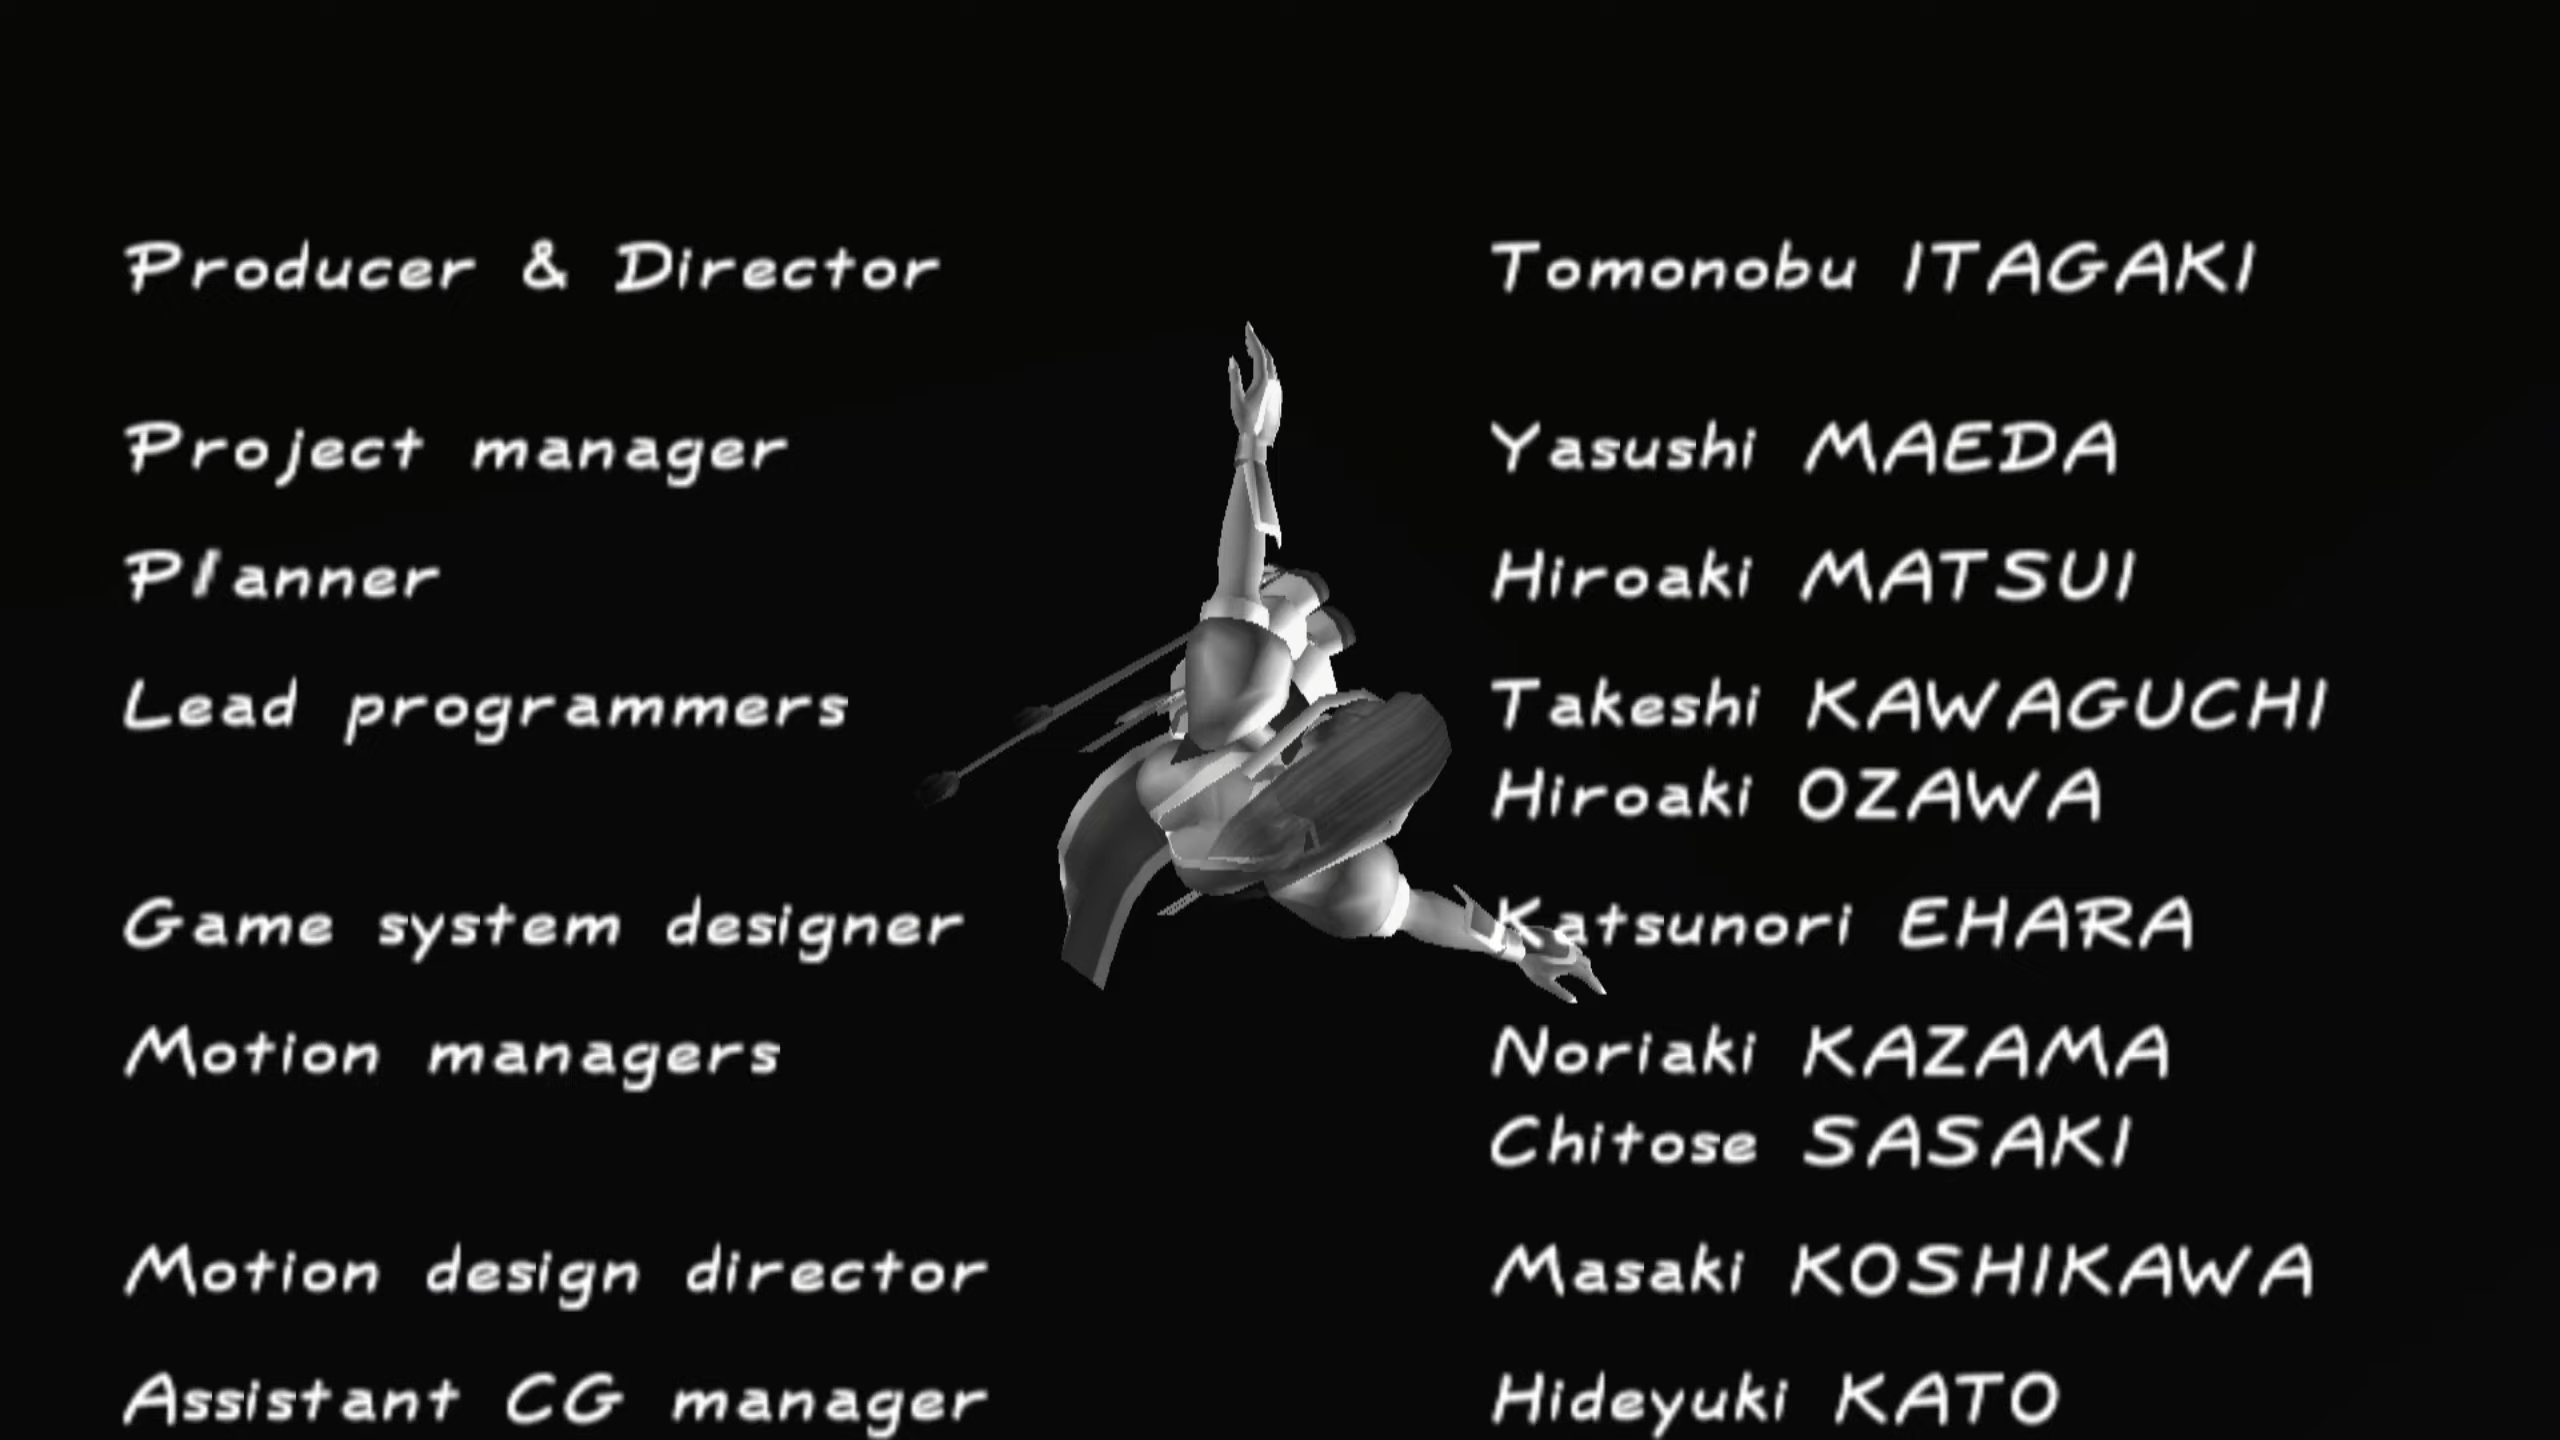 Producer & Director Tomonobu ITAGAKI
Project manager Yasushi MAEDA
Planner Hiroaki MATSUI
Lead programmers Takeshi KAWAGUCHI
Hiroaki OZAWA
Game system designer Katsunori EHARA
Motion managers Noriaki KAZAMA
Chitose SASAKI
Motion design director Masaki KOSHIKAWA
Assistant CG manager Hideyuki KATO